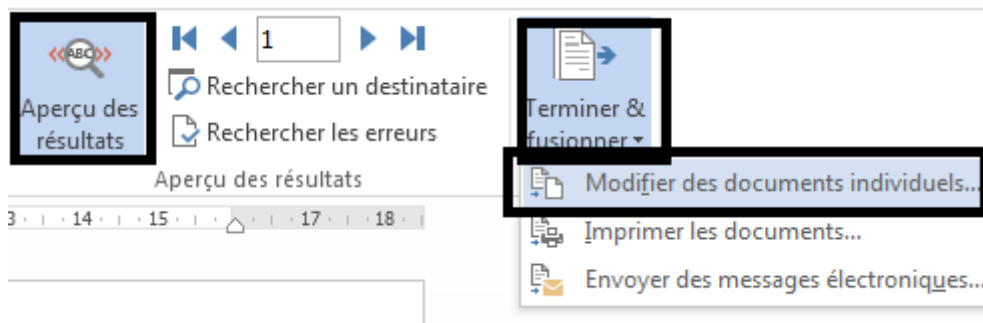 «ABC»
Aperçu des
résultats
1
Rechercher un destinataire
Rechercher les erreurs
Aperçu des résultats
Terminer &
fusionner
Modifier des documents individuels...
Imprimer les documents...
Envoyer des messages électroniques...
3 14 15 17 18